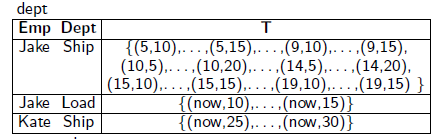 dept
Emp Dept T
Jake Ship {(5,10),...,(5,15),...,(9,10),...,(9,15),
(10,5),...,(10,20),...,(14,5),...,(14,20),
(15,10),...,(15,15),...,(19,10),...,(19,15) }
Jake Load {(now,10),...,(now,15)}
Kate Ship {(now,25),...,(now,30)}